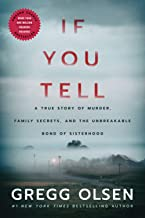 IF
YOU
TELL
A TRUE STORY OF MURDER,
FAMILY SECRETS, AND THE UNBREAKABLE
BOND OF SISTERHOOD
GREGG OLSEN
#1 NEW YORK TIMES BESTSELLING AUTHOR